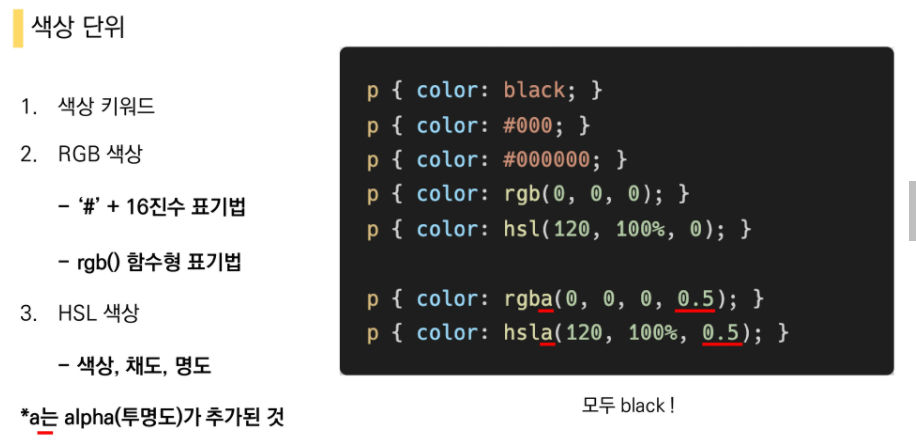 색상 단위
1. 색상 키워드
2. RGB 색상
– ‘#’ + 16진수 표기법
– rgb() 함수형 표기법
3. HSL 색상
– 색상, 채도, 명도
*a는 alpha(투명도)가 추가된 것
p { color: black; }
p { color: #000; }
p { color: #000000; }
p { color: rgb(0, 0, 0); }
p { color: hsl(120, 100%, 0); }
p { color: rgba(0, 0, 0, 0.5); }
p { color: hsla(120, 100%, 0.5); }
모두 black !